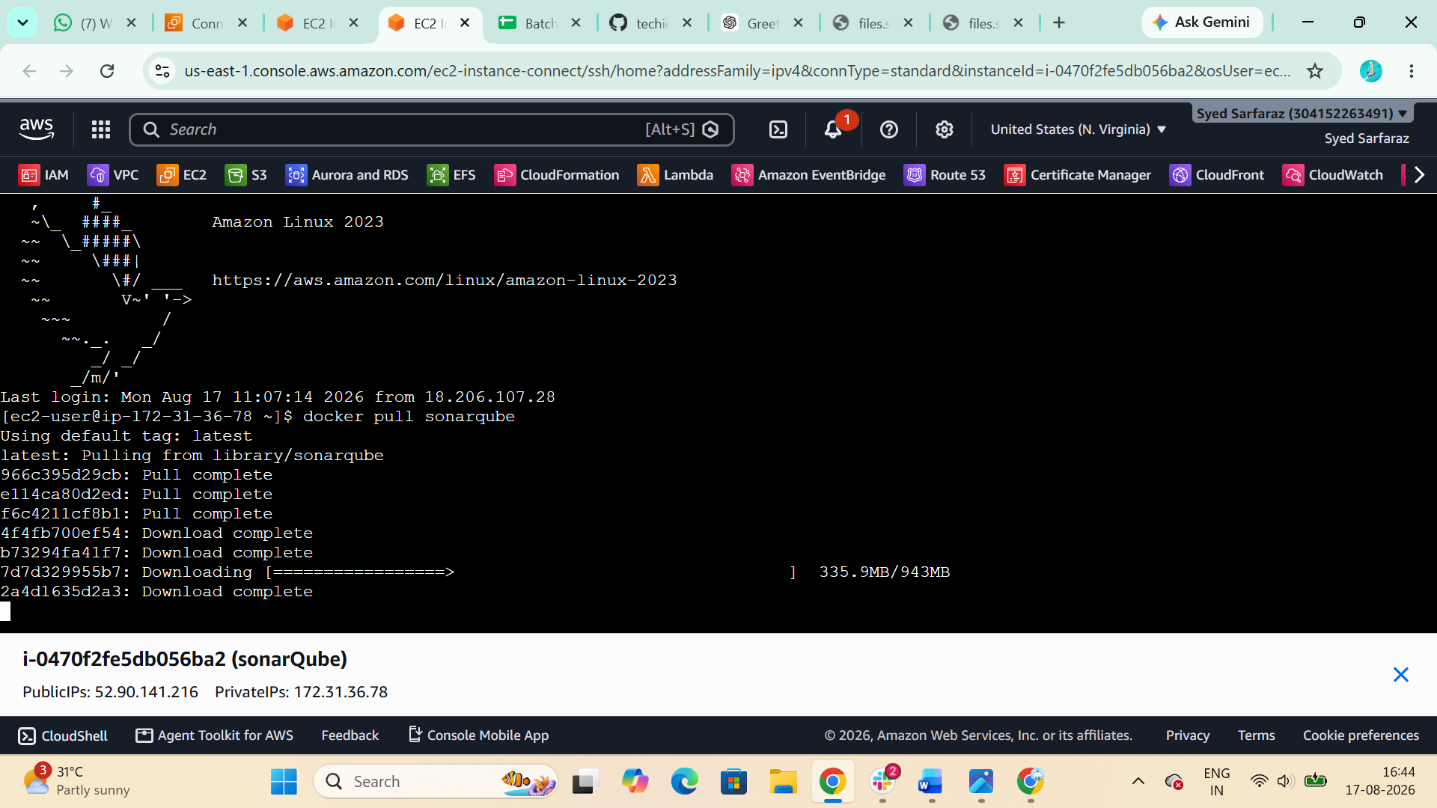 (7) W
Conn
EC2 I
EC2 I
Batch
techie
Greet
files.s
files.s
Ask Gemini
us-east-1.console.aws.amazon.com/ec2-instance-connect/ssh/home?addressFamily=ipv4&connType=standard&instanceId=i-0470f2fe5db056ba2&osUser=ec...
aws
Search
[Alt+S]
1
United States (N. Virginia) ▼
Syed Sarfaraz (304152263491) ▼
Syed Sarfaraz
IAM
VPC
EC2
S3
Aurora and RDS
EFS
CloudFormation
Lambda
Amazon EventBridge
Route 53
Certificate Manager
CloudFront
CloudWatch
   ,     #_
   ~\_  ####_        Amazon Linux 2023
  ~~  \_#####\
  ~~     \###|
  ~~       \#/ ___   https://aws.amazon.com/linux/amazon-linux-2023
   ~~       V~' '->
    ~~~         /
      ~~._.   _/
         _/ _/
       _/m/'
Last login: Mon Aug 17 11:07:14 2026 from 18.206.107.28
[ec2-user@ip-172-31-36-78 ~]$ docker pull sonarqube
Using default tag: latest
latest: Pulling from library/sonarqube
966c395d29cb: Pull complete
e114ca80d2ed: Pull complete
f6c4211cf8b1: Pull complete
4f4fb700ef54: Download complete
b73294fa41f7: Download complete
7d7d329955b7: Downloading [=================>                                 ]  335.9MB/943MB
2a4d1635d2a3: Download complete
i-0470f2fe5db056ba2 (sonarQube)
PublicIPs: 52.90.141.216    PrivateIPs: 172.31.36.78
CloudShell
Agent Toolkit for AWS
Feedback
Console Mobile App
© 2026, Amazon Web Services, Inc. or its affiliates.
Privacy
Terms
Cookie preferences
3
31°C
Partly sunny
Search
2
ENG
IN
16:44
17-08-2026